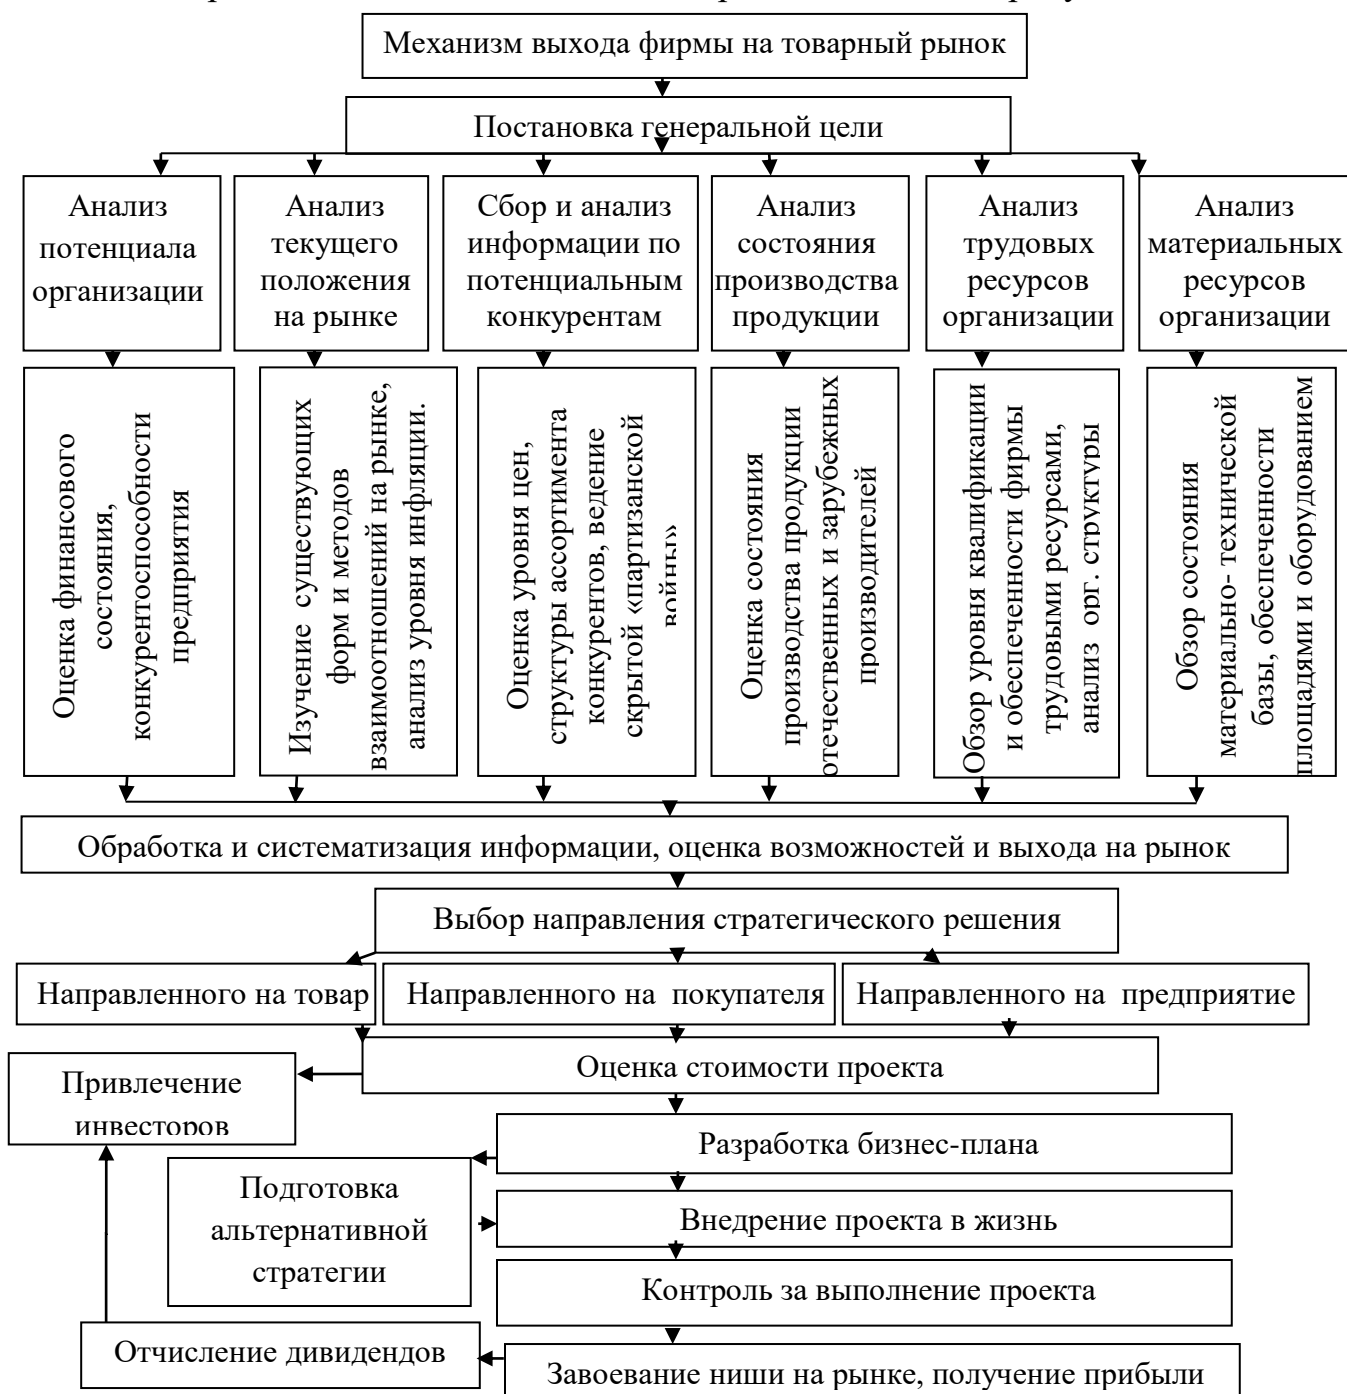 Механизм выхода фирмы на товарный рынок
Постановка генеральной цели
Анализ
потенциала
организации
Анализ
текущего
положения
на рынке
Сбор и анализ
информации по
потенциальным
конкурентам
Анализ
состояния
производства
продукции
Анализ
трудовых
ресурсов
организации
Анализ
материальных
ресурсов
организации
Оценка финансового
состояния,
конкурентоспособности
предприятия
Изучение существующих
форм и методов
взаимоотношений на рынке,
анализ уровня инфляции.
Оценка уровня цен,
структуры ассортимента
конкурентов, ведение
скрытой «партизанской
войны»
Оценка состояния
производства продукции
отечественных и зарубежных
производителей
Обзор уровня квалификации
и обеспеченности фирмы
трудовыми ресурсами,
анализ орг. структуры
Обзор состояния
материально- технической
базы, обеспеченности
площадями и оборудованием
Обработка и систематизация информации, оценка возможностей и выхода на рынок
Выбор направления стратегического решения
Направленного на товар
Направленного на покупателя
Направленного на предприятие
Оценка стоимости проекта
Привлечение
инвесторов
Разработка бизнес-плана
Подготовка
альтернативной
стратегии
Внедрение проекта в жизнь
Контроль за выполнение проекта
Отчисление дивидендов
Завоевание ниши на рынке, получение прибыли